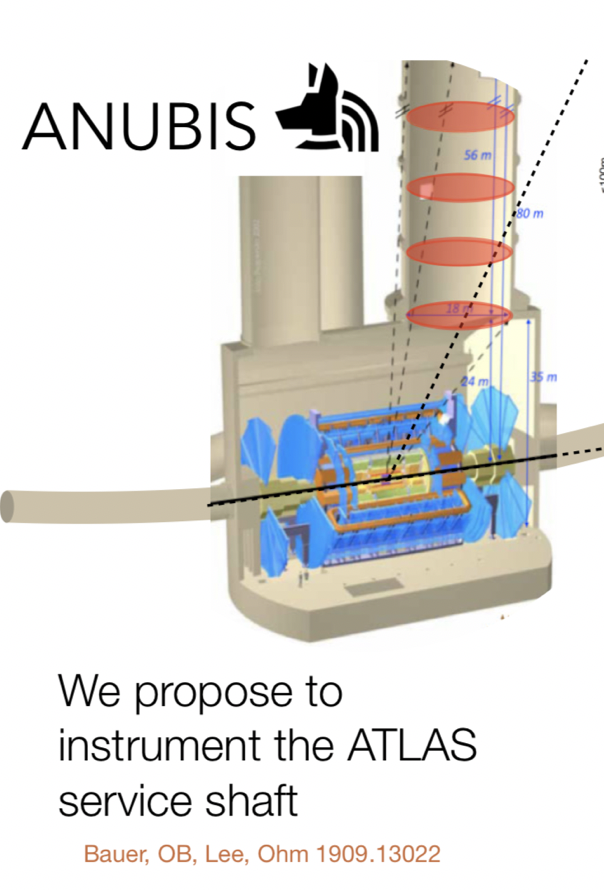 ANUBIS
56 m
80 m
18 m
24 m
35 m
We propose to
instrument the ATLAS
service shaft
Bauer, OB, Lee, Ohm 1909.13022